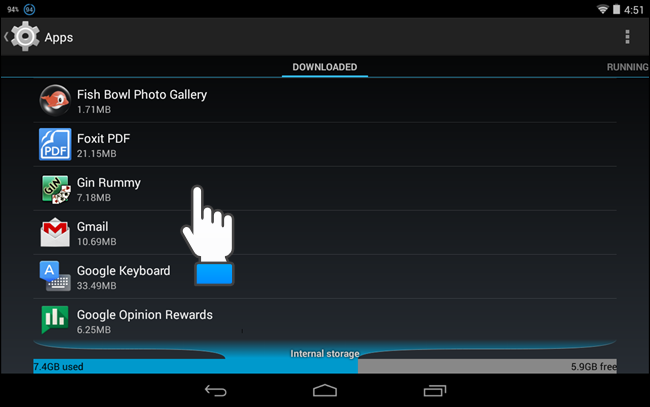 94% 94 4:51
Apps
DOWNLOADED RUNNING
Fish Bowl Photo Gallery
1.71MB
PDF
Foxit PDF
21.15MB
GIN
Gin Rummy
7.18MB
Gmail
10.69MB
A
Google Keyboard
33.49MB
Google Opinion Rewards
6.25MB
Internal storage
7.4GB used 5.9GB free